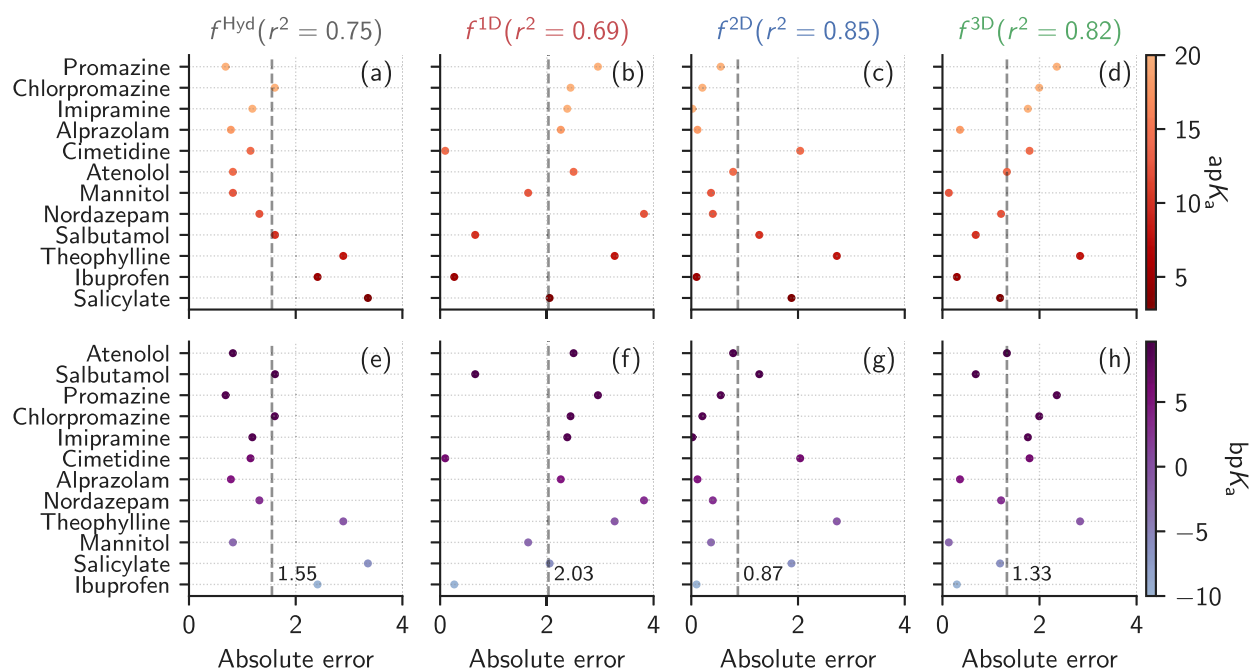 f^Hyd(r² = 0.75)
f^1D(r² = 0.69)
f^2D(r² = 0.85)
f^3D(r² = 0.82)
(a)
(b)
(c)
(d)
Promazine
Chlorpromazine
Imipramine
Alprazolam
Cimetidine
Atenolol
Mannitol
Nordazepam
Salbutamol
Theophylline
Ibuprofen
Salicylate
20
15
10
5
apKₐ
(e)
(f)
(g)
(h)
Atenolol
Salbutamol
Promazine
Chlorpromazine
Imipramine
Cimetidine
Alprazolam
Nordazepam
Theophylline
Mannitol
Salicylate
Ibuprofen
1.55
2.03
0.87
1.33
5
0
−5
−10
bpKₐ
0 2 4
0 2 4
0 2 4
0 2 4
Absolute error
Absolute error
Absolute error
Absolute error